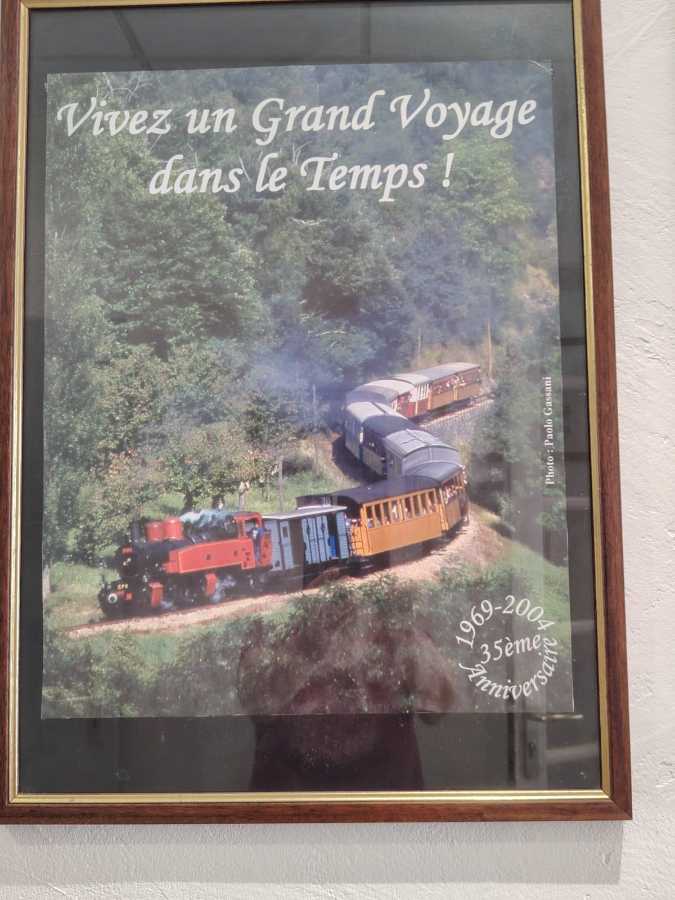 Vivez un Grand Voyage
dans le Temps !
Photo : Paolo Gassani
1969-2004
35ème
Anniversaire